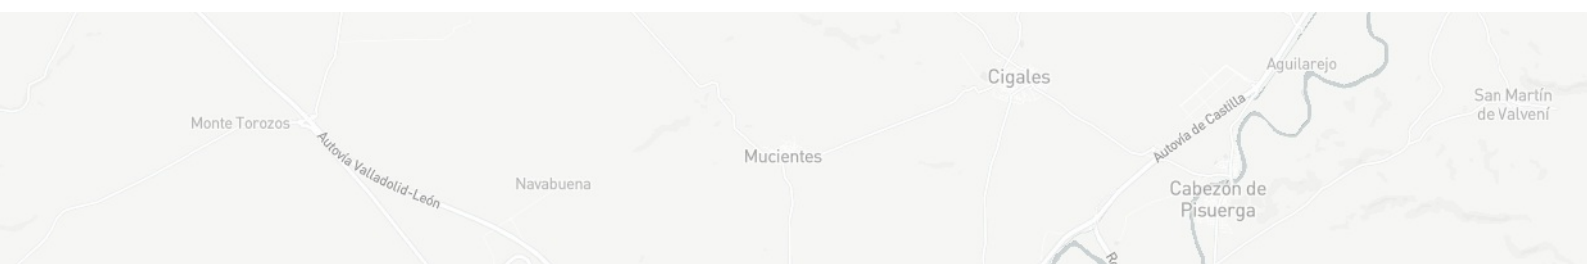 Aguilarejo
Cigales
San Martín
de Valvení
Autovía de Castilla
Monte Torozos
Autovía Valladolid-León
Mucientes
Navabuena
Cabezón de
Pisuerga